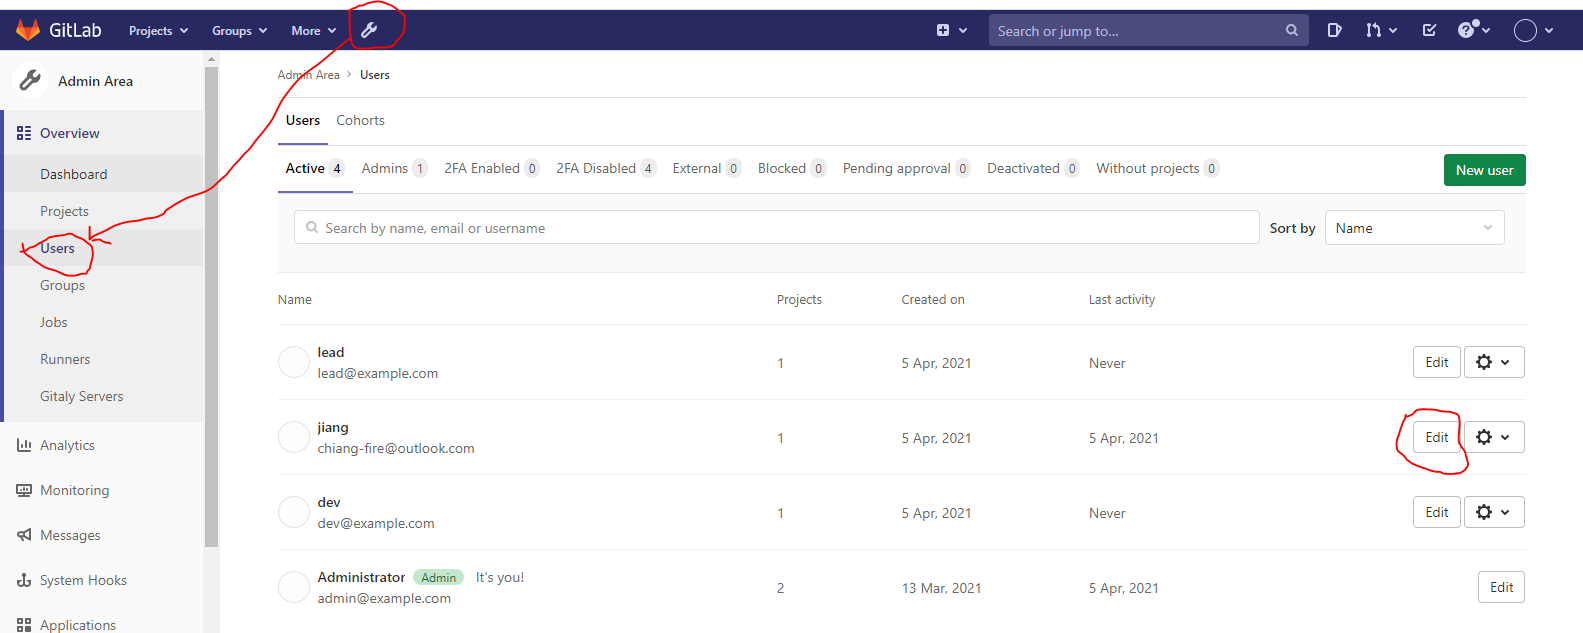 GitLab Projects Groups More Search or jump to...
Admin Area
Overview
Dashboard
Projects
Users
Groups
Jobs
Runners
Gitaly Servers
Analytics
Monitoring
Messages
System Hooks
Applications
Admin Area > Users
Users Cohorts
Active 4 Admins 1 2FA Enabled 0 2FA Disabled 4 External 0 Blocked 0 Pending approval 0 Deactivated 0 Without projects 0 New user
Search by name, email or username Sort by Name
Name Projects Created on Last activity
lead
lead@example.com 1 5 Apr, 2021 Never Edit
jiang
chiang-fire@outlook.com 1 5 Apr, 2021 5 Apr, 2021 Edit
dev
dev@example.com 1 5 Apr, 2021 Never Edit
Administrator Admin It's you!
admin@example.com 2 13 Mar, 2021 5 Apr, 2021 Edit